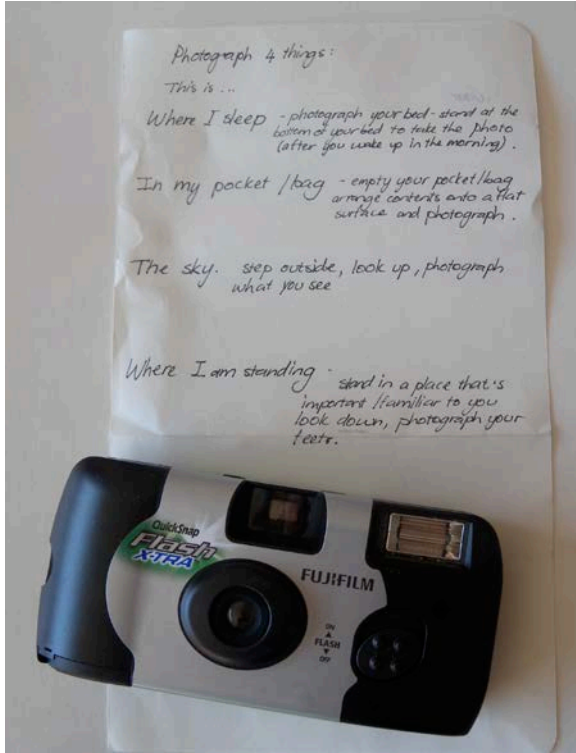 Photograph 4 things:
This is ...
Where I sleep - photograph your bed - stand at the
bottom of your bed to take the photo
(after you wake up in the morning).
In my pocket / bag - empty your pocket/bag
arrange contents onto a flat
surface and photograph.
The sky. step outside, look up, photograph
what you see
Where I am standing -
stand in a place that's
important / familiar to you
look down, photograph your
feet.
QuickSnap
Flash
X-TRA
FUJIFILM
ON
FLASH
OFF